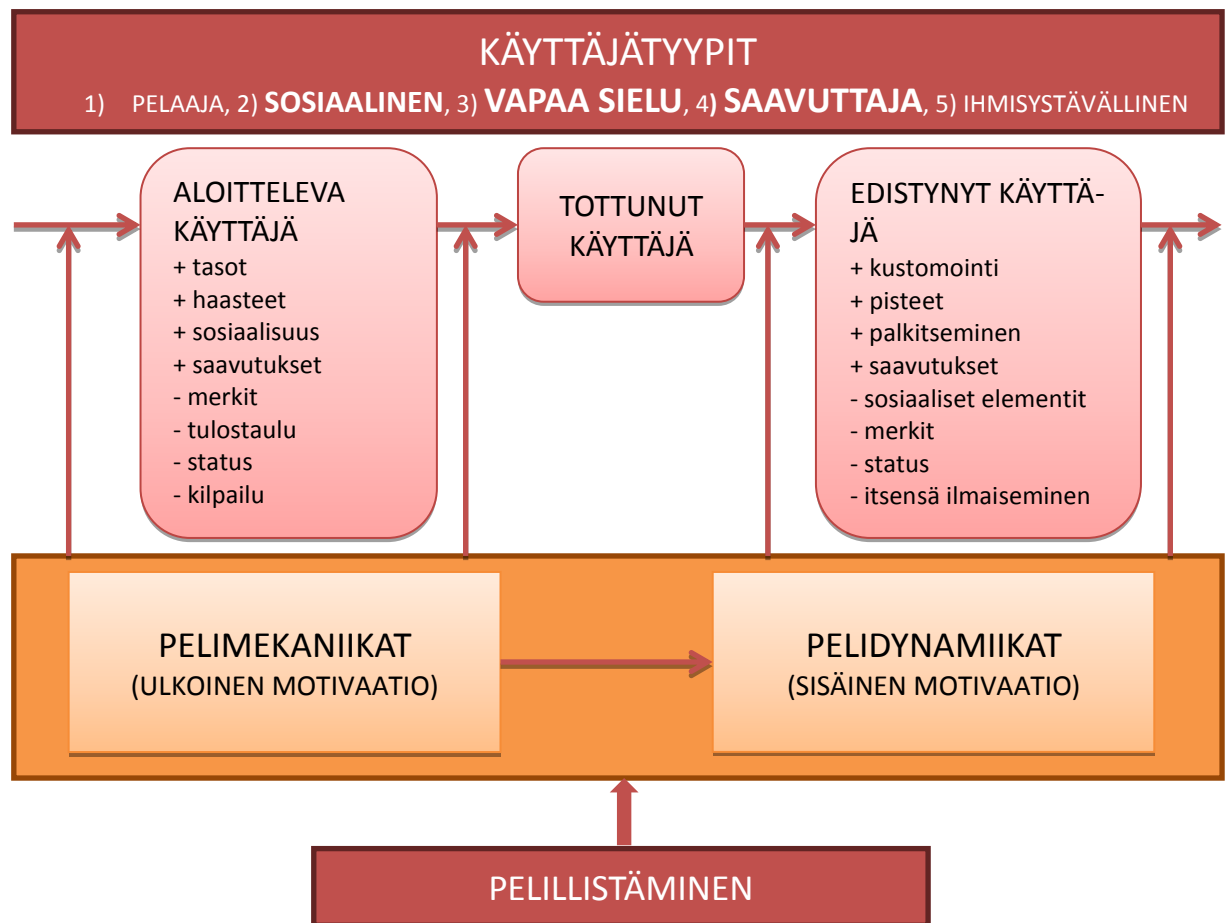 KÄYTTÄJÄTYYPIT
1) PELAAJA, 2) SOSIAALINEN, 3) VAPAA SIELU, 4) SAAVUTTAJA, 5) IHMISYSTÄVÄLLINEN
ALOITTELEVA
KÄYTTÄJÄ
+ tasot
+ haasteet
+ sosiaalisuus
+ saavutukset
- merkit
- tulostaulu
- status
- kilpailu
TOTTUNUT
KÄYTTÄJÄ
EDISTYNYT KÄYTTÄ-
JÄ
+ kustomointi
+ pisteet
+ palkitseminen
+ saavutukset
- sosiaaliset elementit
- merkit
- status
- itsensä ilmaiseminen
PELIMEKANIIKAT
(ULKOINEN MOTIVAATIO)
PELIDYNAMIIKAT
(SISÄINEN MOTIVAATIO)
PELILLISTÄMINEN